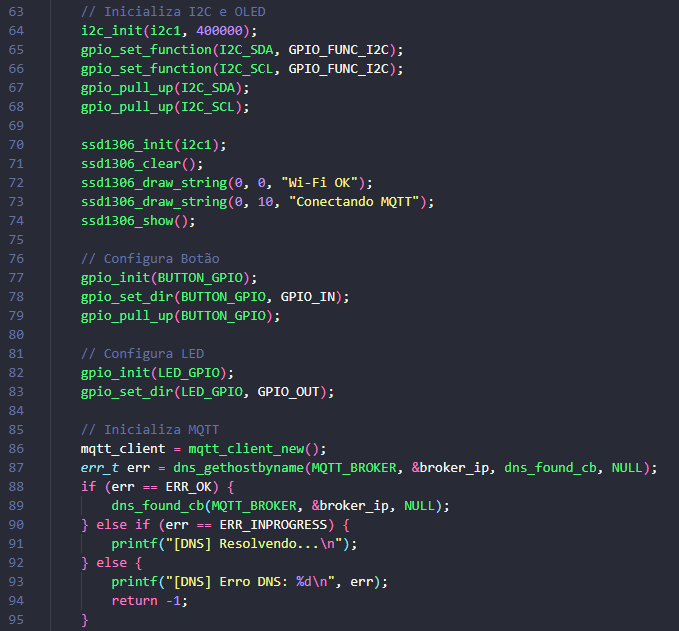 63 // Inicializa I2C e OLED
64 i2c_init(i2c1, 400000);
65 gpio_set_function(I2C_SDA, GPIO_FUNC_I2C);
66 gpio_set_function(I2C_SCL, GPIO_FUNC_I2C);
67 gpio_pull_up(I2C_SDA);
68 gpio_pull_up(I2C_SCL);
69
70 ssd1306_init(i2c1);
71 ssd1306_clear();
72 ssd1306_draw_string(0, 0, "Wi-Fi OK");
73 ssd1306_draw_string(0, 10, "Conectando MQTT");
74 ssd1306_show();
75
76 // Configura Botão
77 gpio_init(BUTTON_GPIO);
78 gpio_set_dir(BUTTON_GPIO, GPIO_IN);
79 gpio_pull_up(BUTTON_GPIO);
80
81 // Configura LED
82 gpio_init(LED_GPIO);
83 gpio_set_dir(LED_GPIO, GPIO_OUT);
84
85 // Inicializa MQTT
86 mqtt_client = mqtt_client_new();
87 err_t err = dns_gethostbyname(MQTT_BROKER, &broker_ip, dns_found_cb, NULL);
88 if (err == ERR_OK) {
89     dns_found_cb(MQTT_BROKER, &broker_ip, NULL);
90 } else if (err == ERR_INPROGRESS) {
91     printf("[DNS] Resolvendo...\n");
92 } else {
93     printf("[DNS] Erro DNS: %d\n", err);
94     return -1;
95 }